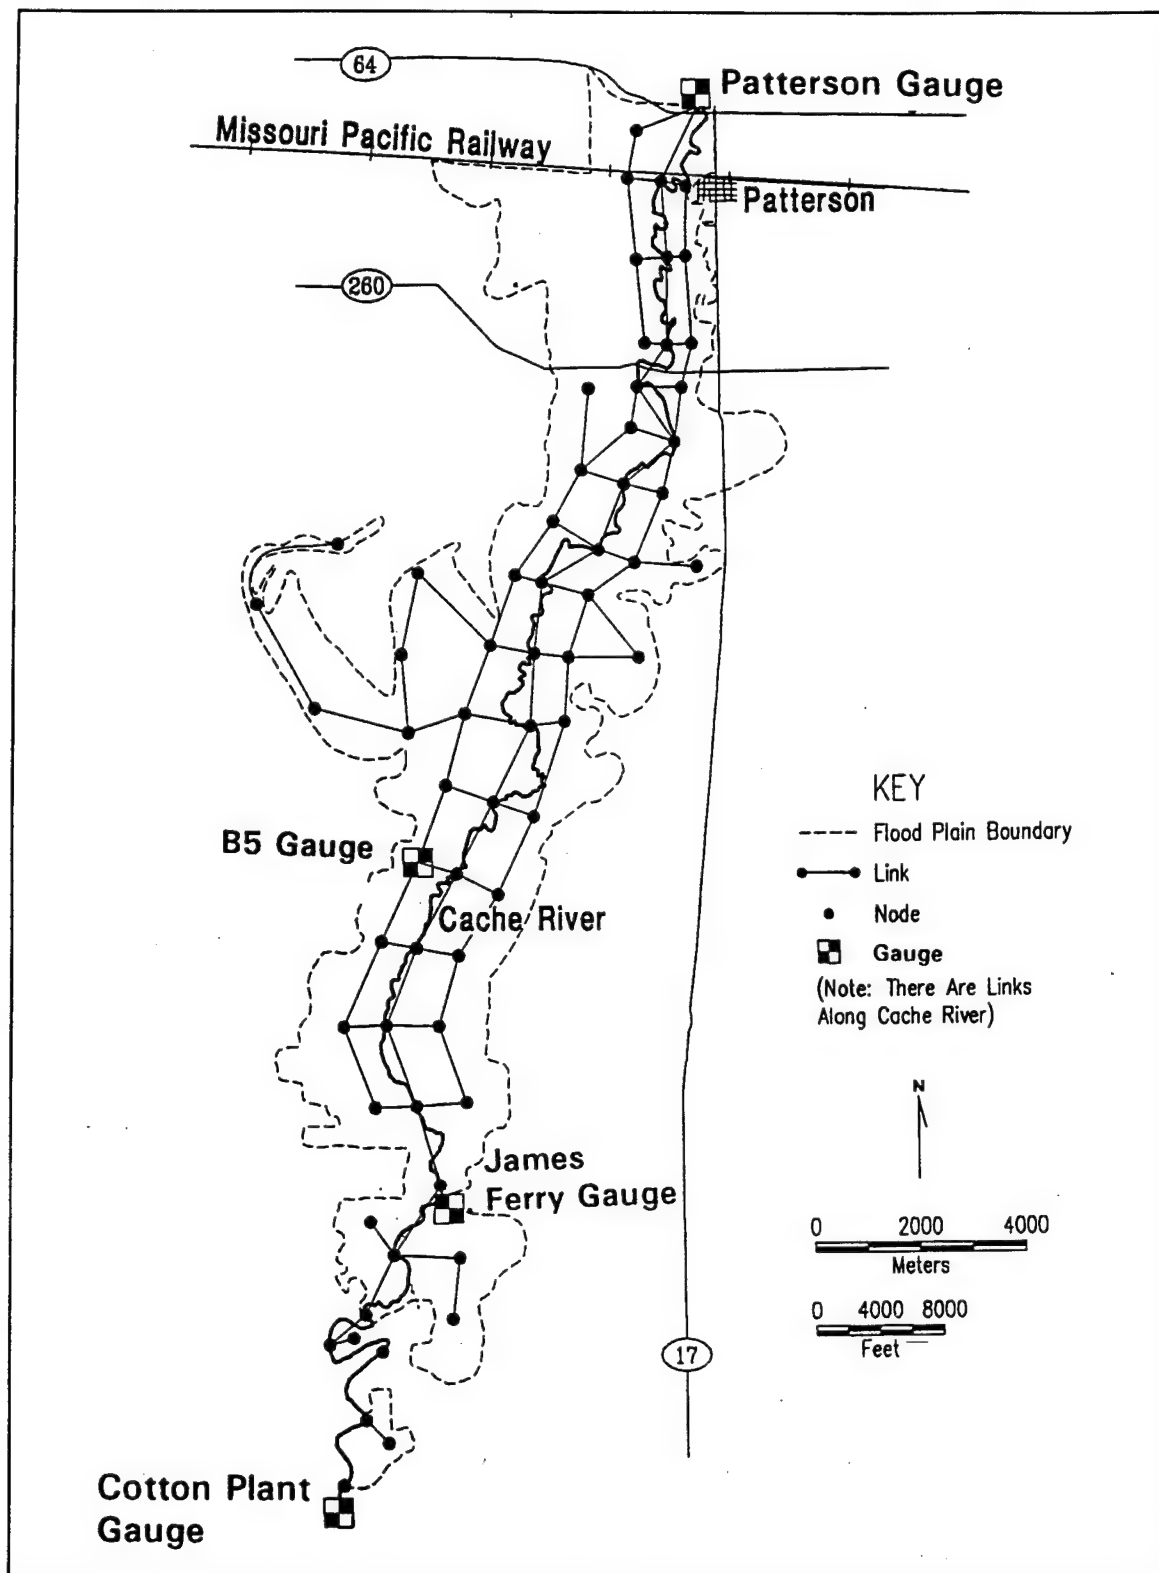 64
Patterson Gauge
Missouri Pacific Railway
Patterson
260
KEY
Flood Plain Boundary
B5 Gauge
Link
Cache River
Node
Gauge
(Note: There Are Links
Along Cache River)
N
James
Ferry Gauge
0 2000 4000
Meters
0 4000 8000
Feet
17
Cotton Plant
Gauge